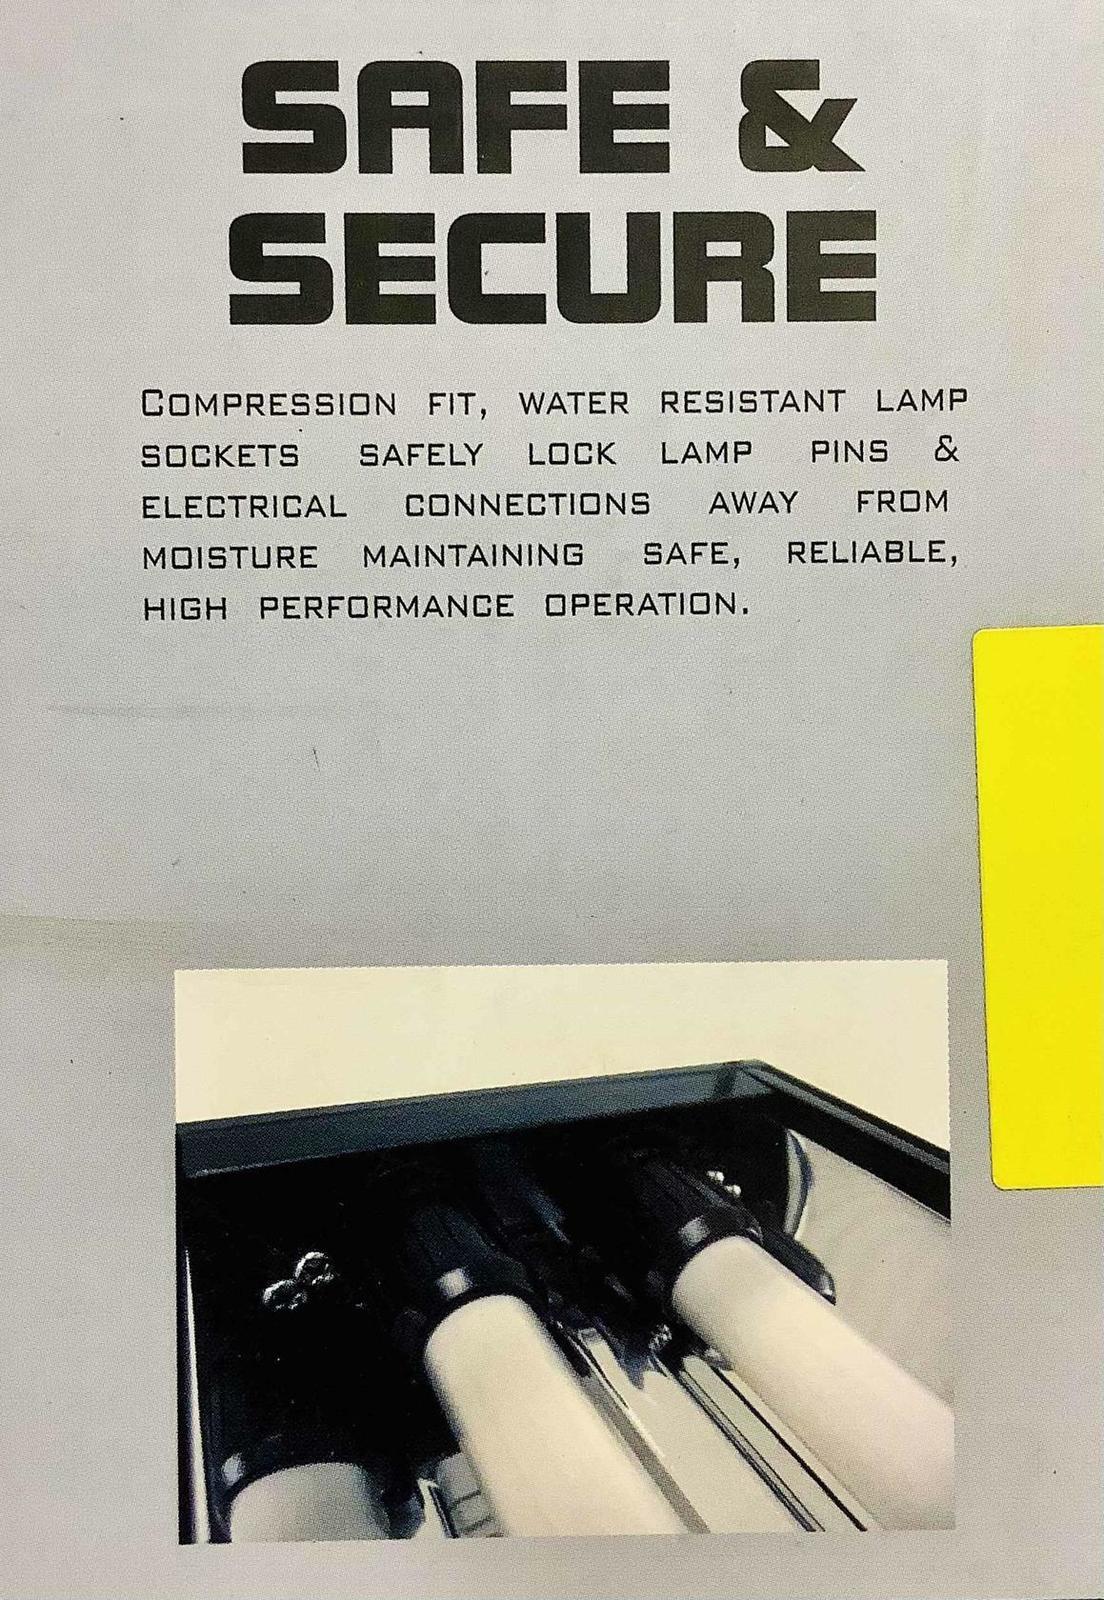 SAFE &
SECURE
COMPRESSION FIT, WATER RESISTANT LAMP
SOCKETS SAFELY LOCK LAMP PINS &
ELECTRICAL CONNECTIONS AWAY FROM
MOISTURE MAINTAINING SAFE, RELIABLE,
HIGH PERFORMANCE OPERATION.